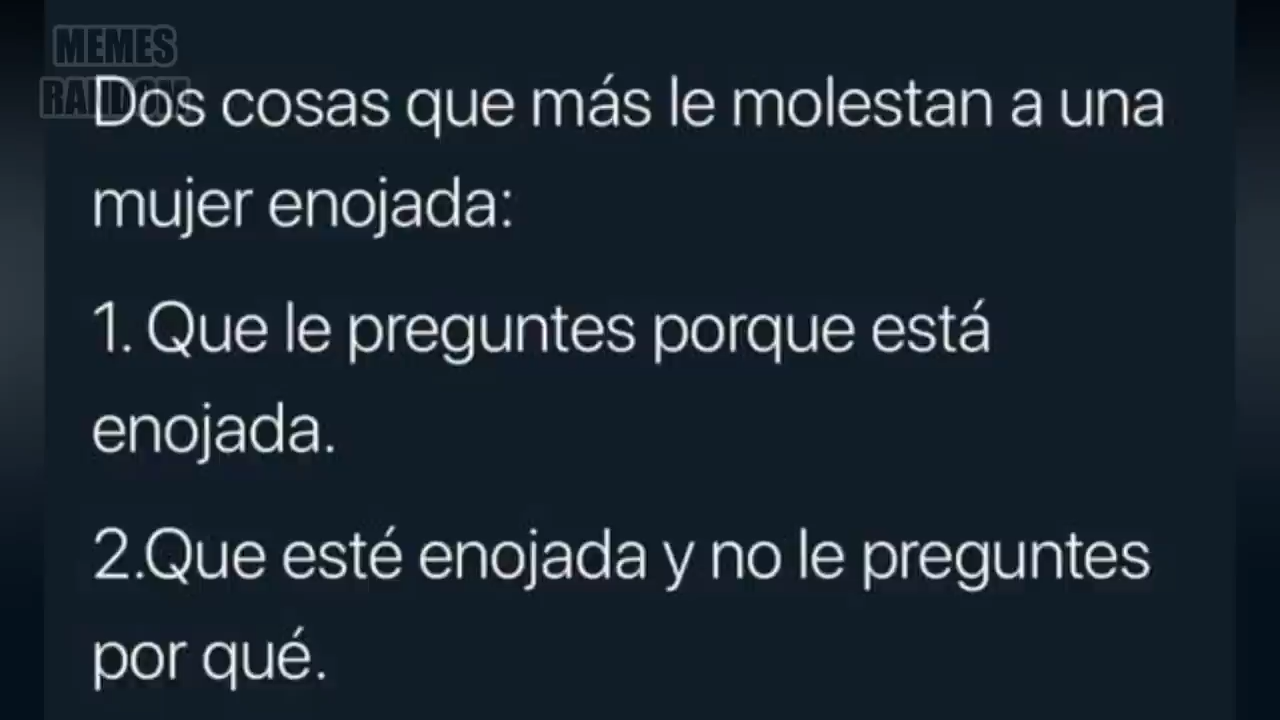 MEMES
RANDOM
Dos cosas que más le molestan a una
mujer enojada:
1. Que le preguntes porque está
enojada.
2.Que esté enojada y no le preguntes
por qué.